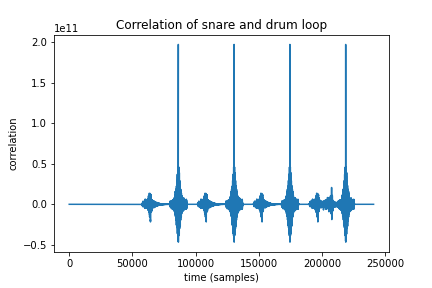 Correlation of snare and drum loop
1e11
2.0
1.5
1.0
0.5
0.0
−0.5
correlation
0 50000 100000 150000 200000 250000
time (samples)